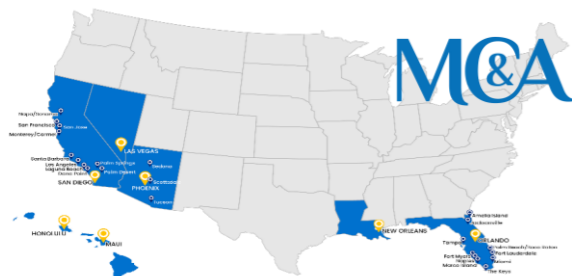 MC&A
Napa/Sonoma
San Francisco
San Jose
Monterey/Carmel
LAS VEGAS
Santa Barbara
Los Angeles
Laguna Beach
Dana Point
Palm Springs
Palm Desert
SAN DIEGO
Sedona
Scottsdale
PHOENIX
Tucson
HONOLULU
MAUI
NEW ORLEANS
Amelia Island
Jacksonville
ORLANDO
Tampa
Fort Lauderdale
Fort Myers
Naples
Miami
Marco Island
The Keys